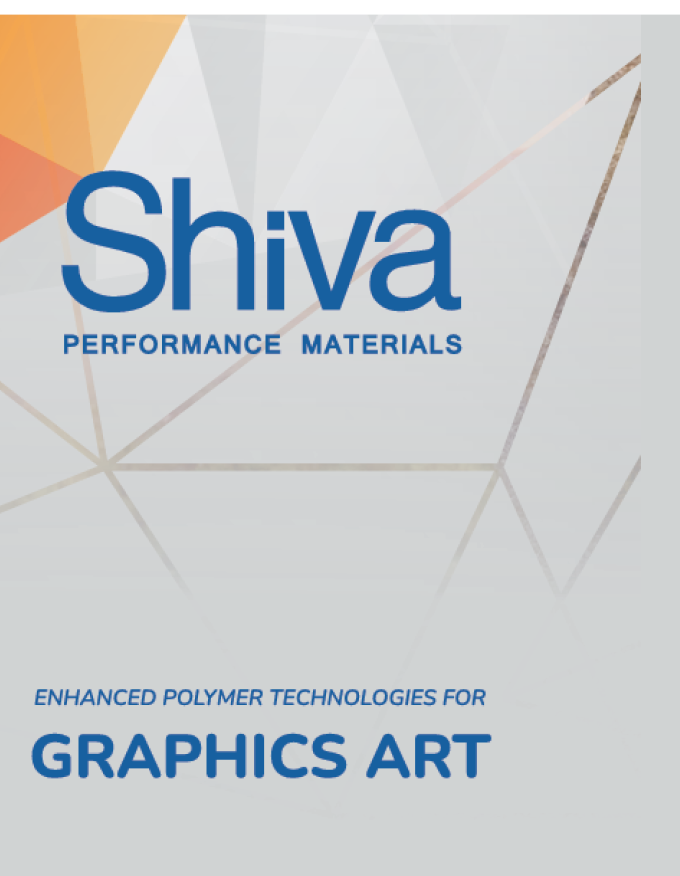 Shiva
PERFORMANCE MATERIALS
ENHANCED POLYMER TECHNOLOGIES FOR
GRAPHICS ART